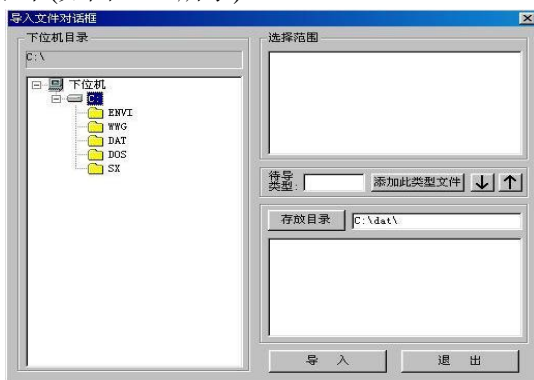 导入文件对话框
下位机目录
C:\
下位机
C:
ENVI
WWG
DAT
DOS
SX
选择范围
待导类型:
添加此类型文件
存放目录
C:\dat\
导 入
退 出